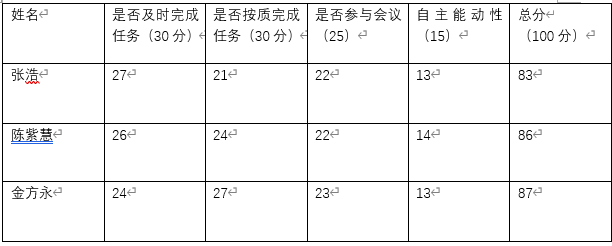 姓名 是否及时完成 是否按质完成 是否参与会议 自主能动性 总分
任务（30 分） 任务（30 分） （25） （15） （100 分）
张浩 27 21 22 13 83
陈紫慧 26 24 22 14 86
金方永 24 27 23 13 87